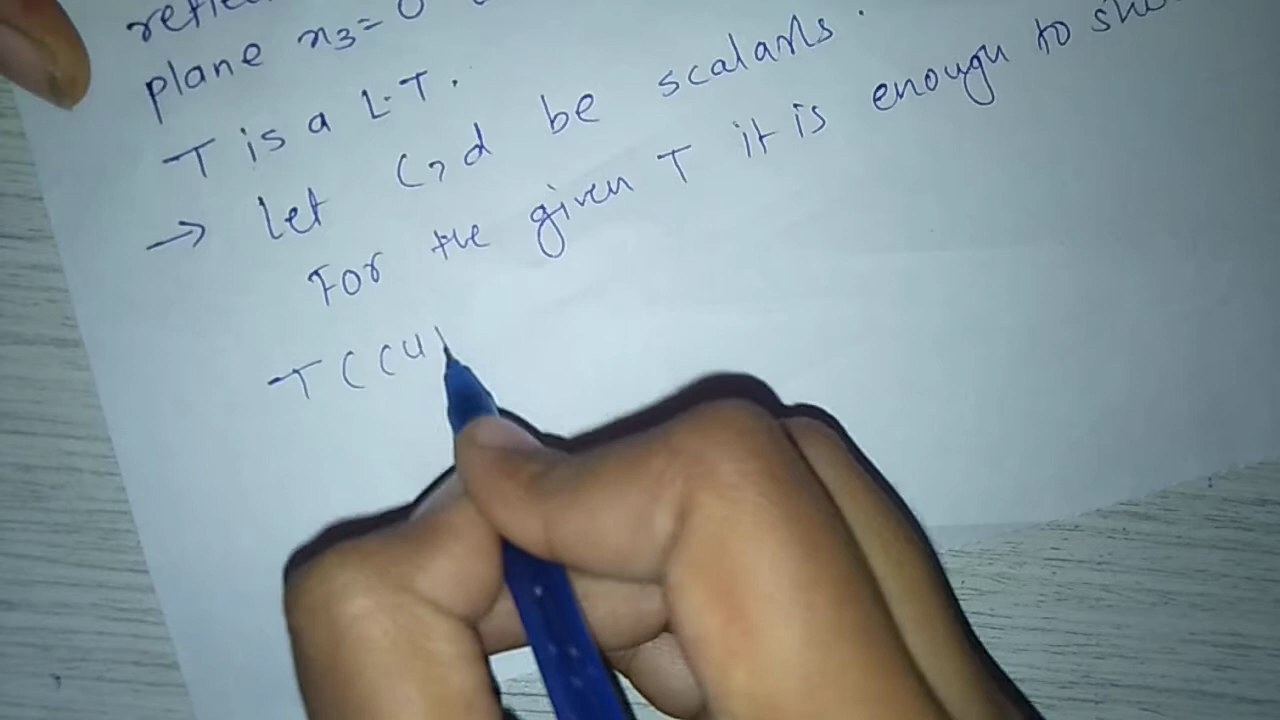 plane x3=0
T is a L.T.
→ Let c, d be scalars.
For the given T it is enough to
T(cu